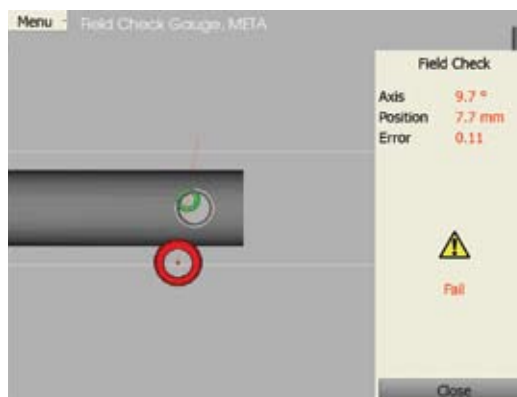 Menu
Field Check Gauge, META
Field Check
Axis 9.7 °
Position 7.7 mm
Error 0.11
Fail
Close